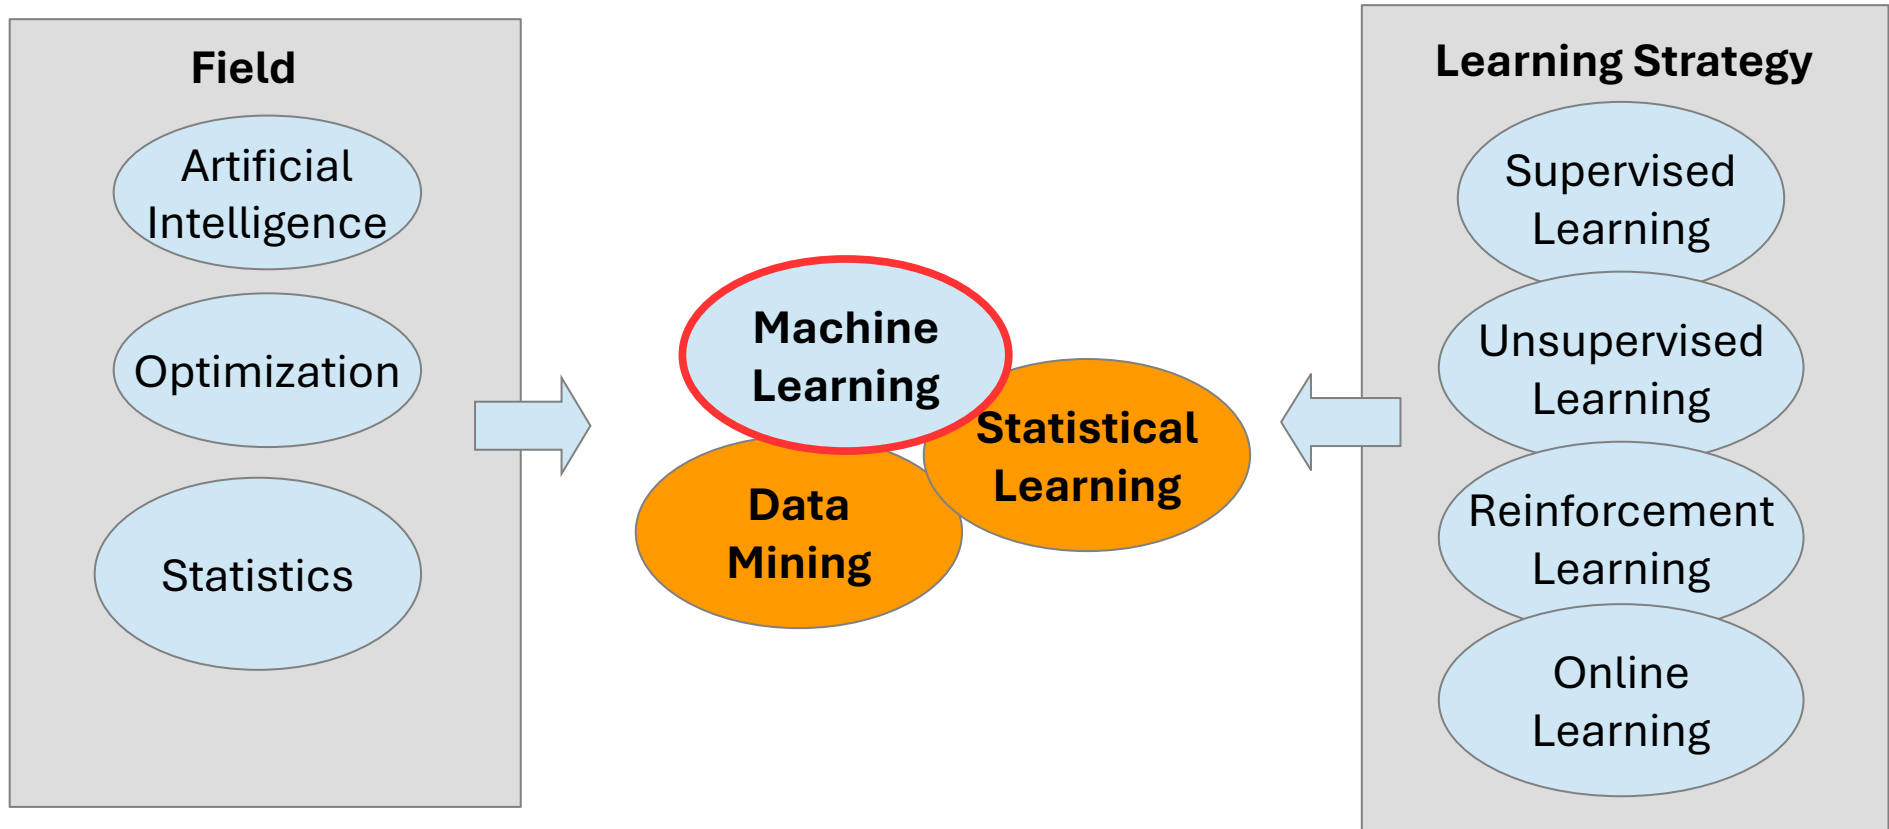 Field
Artificial
Intelligence
Optimization
Statistics
Machine
Learning
Statistical
Learning
Data
Mining
Learning Strategy
Supervised
Learning
Unsupervised
Learning
Reinforcement
Learning
Online
Learning